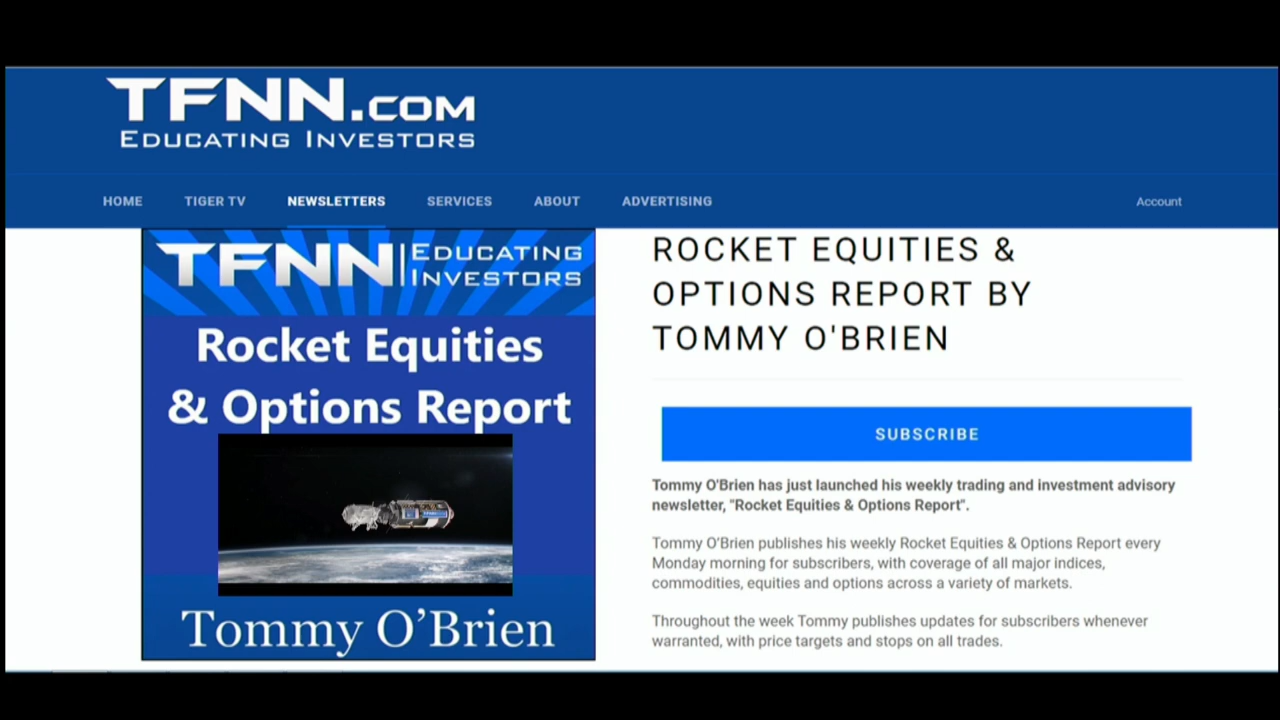 TFNN.COM
EDUCATING INVESTORS
HOME TIGER TV NEWSLETTERS SERVICES ABOUT ADVERTISING Account
TFNN EDUCATING
INVESTORS
Rocket Equities
& Options Report
Tommy O’Brien
ROCKET EQUITIES &
OPTIONS REPORT BY
TOMMY O'BRIEN
SUBSCRIBE
Tommy O'Brien has just launched his weekly trading and investment advisory
newsletter, "Rocket Equities & Options Report".
Tommy O’Brien publishes his weekly Rocket Equities & Options Report every
Monday morning for subscribers, with coverage of all major indices,
commodities, equities and options across a variety of markets.
Throughout the week Tommy publishes updates for subscribers whenever
warranted, with price targets and stops on all trades.